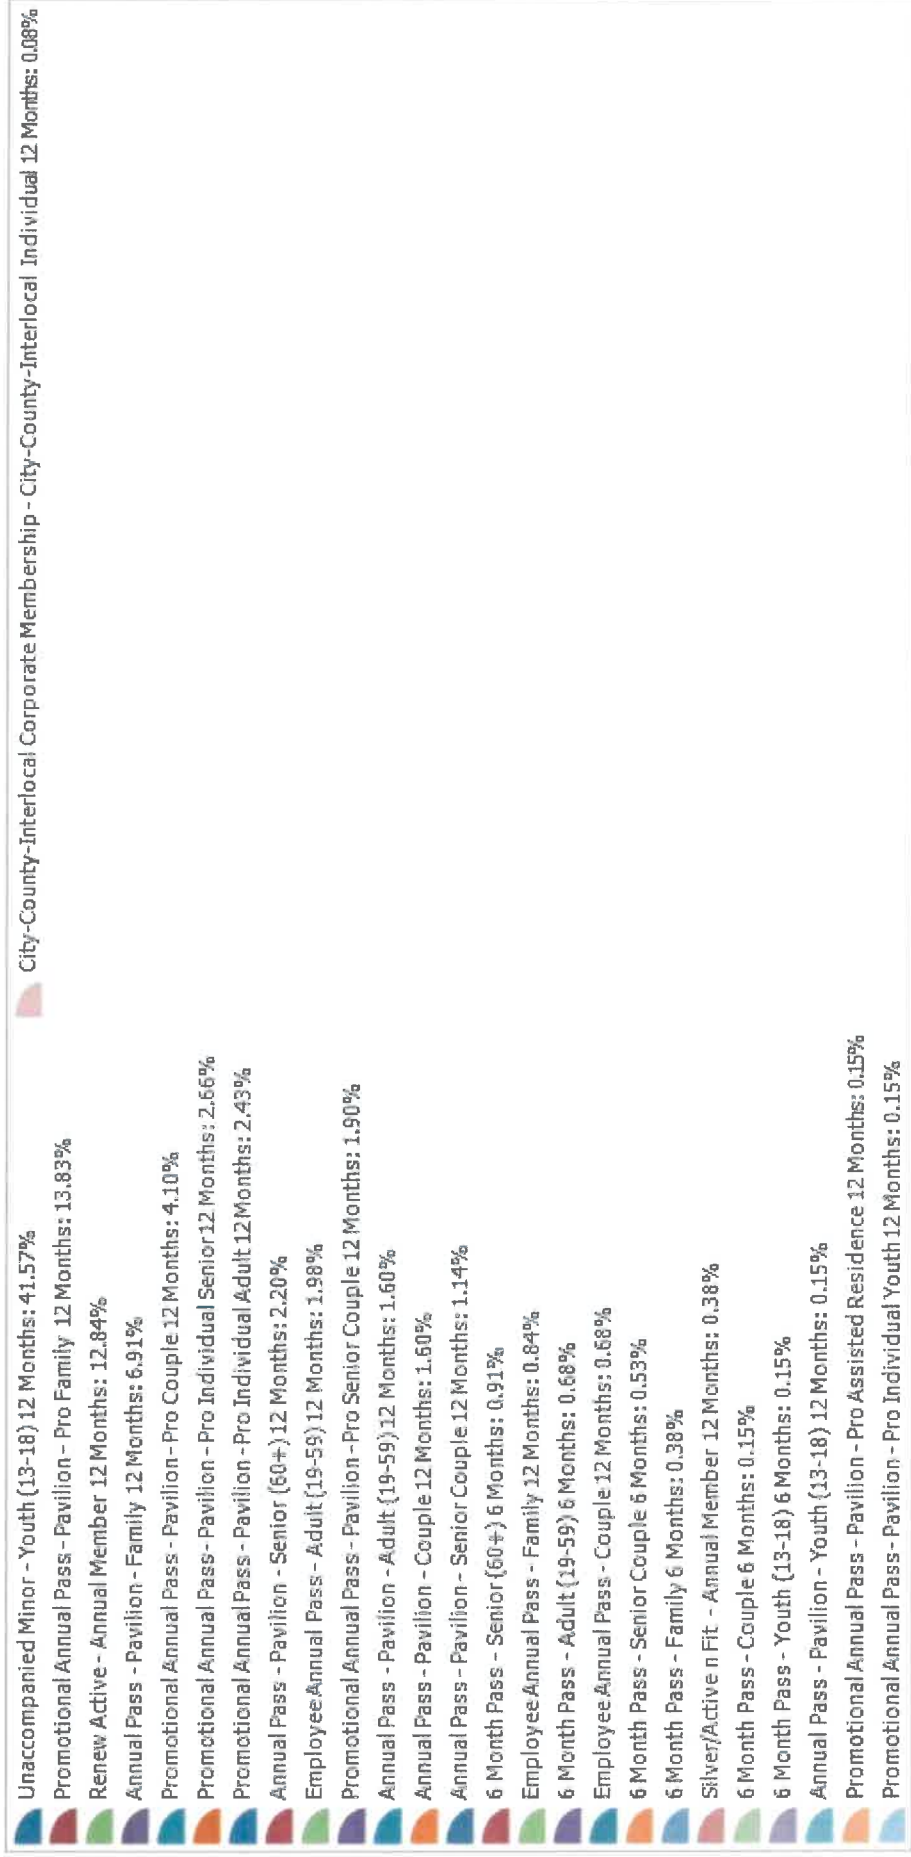 Unaccompanied Minor - Youth (13-18) 12 Months: 41.57%
Promotional Annual Pass - Pavilion - Pro Family 12 Months: 13.83%
Renew Active - Annual Member 12 Months: 12.84%
Annual Pass - Pavilion - Family 12 Months: 6.91%
Promotional Annual Pass - Pavilion - Pro Couple 12 Months: 4.10%
Promotional Annual Pass - Pavilion - Pro Individual Senior 12 Months: 2.66%
Promotional Annual Pass - Pavilion - Pro Individual Adult 12 Months: 2.43%
Annual Pass - Pavilion - Senior (60+) 12 Months: 2.20%
Employee Annual Pass - Adult (19-59) 12 Months: 1.98%
Promotional Annual Pass - Pavilion - Pro Senior Couple 12 Months: 1.90%
Annual Pass - Pavilion - Adult (19-59) 12 Months: 1.60%
Annual Pass - Pavilion - Couple 12 Months: 1.60%
Annual Pass - Pavilion - Senior Couple 12 Months: 1.14%
6 Month Pass - Senior (60+) 6 Months: 0.91%
Employee Annual Pass - Family 12 Months: 0.84%
6 Month Pass - Adult (19-59) 6 Months: 0.68%
Employee Annual Pass - Couple 12 Months: 0.68%
6 Month Pass - Senior Couple 6 Months: 0.53%
6 Month Pass - Family 6 Months: 0.38%
Silver/Active n Fit - Annual Member 12 Months: 0.38%
6 Month Pass - Couple 6 Months: 0.15%
6 Month Pass - Youth (13-18) 6 Months: 0.15%
Annual Pass - Pavilion - Youth (13-18) 12 Months: 0.15%
Promotional Annual Pass - Pavilion - Pro Assisted Residence 12 Months: 0.15%
Promotional Annual Pass - Pavilion - Pro Individual Youth 12 Months: 0.15%
City-County-Interlocal Corporate Membership - City-County-Interlocal Individual 12 Months: 0.08%